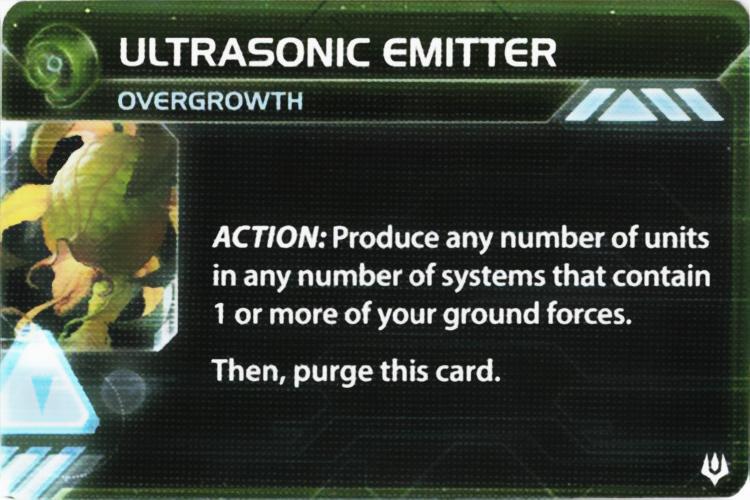 ULTRASONIC EMITTER
OVERGROWTH
ACTION: Produce any number of units
in any number of systems that contain
1 or more of your ground forces.
Then, purge this card.